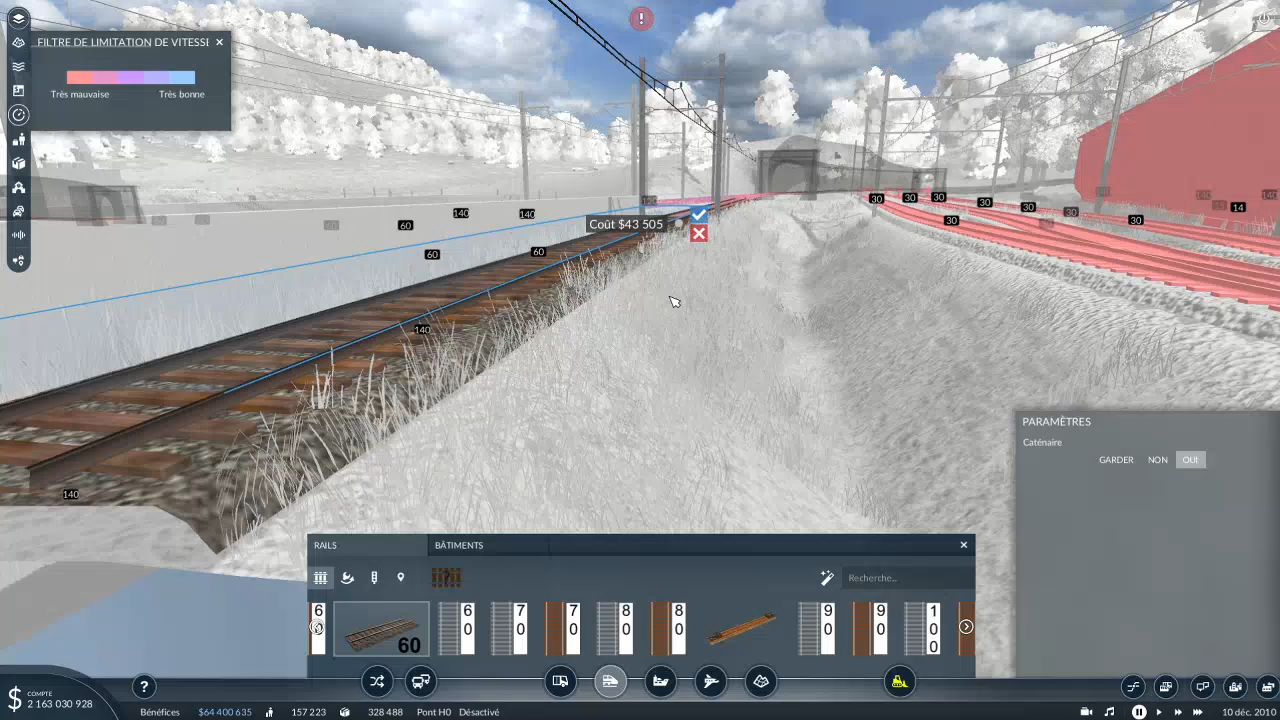 FILTRE DE LIMITATION DE VITESSE
Très mauvaise
Très bonne
140
140
140
60
Coût $43 505
60
60
140
140
30
30
30
30
30
30
30
30
14
PARAMÈTRES
Caténaire
GARDER NON OUI
RAILS
BÂTIMENTS
Recherche...
60
60
60
70
70
80
80
90
90
100
$ COMPTE
2 163 030 928
?
Bénéfices $64 400 635 157 223 328 488 Pont H0 Désactivé
10 déc. 2010